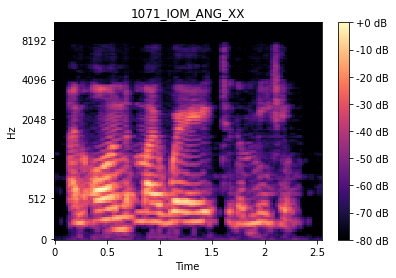 1071_IOM_ANG_XX
+0 dB
8192
-10 dB
4096
-20 dB
-30 dB
2048
Hz
-40 dB
1024
-50 dB
512
-60 dB
-70 dB
0
-80 dB
0 0.5 1 1.5 2 2.5
Time